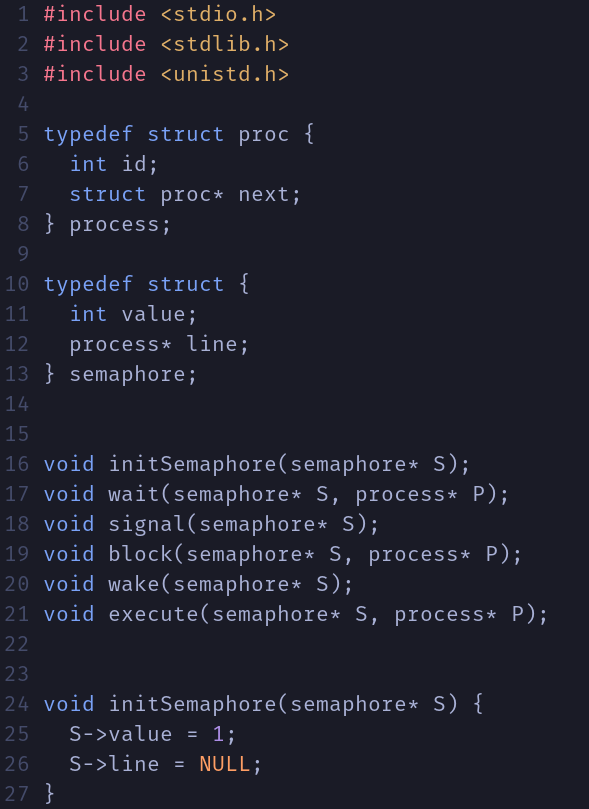 1 #include <stdio.h>
2 #include <stdlib.h>
3 #include <unistd.h>
4
5 typedef struct proc {
6   int id;
7   struct proc* next;
8 } process;
9
10 typedef struct {
11   int value;
12   process* line;
13 } semaphore;
14
15
16 void initSemaphore(semaphore* S);
17 void wait(semaphore* S, process* P);
18 void signal(semaphore* S);
19 void block(semaphore* S, process* P);
20 void wake(semaphore* S);
21 void execute(semaphore* S, process* P);
22
23
24 void initSemaphore(semaphore* S) {
25   S->value = 1;
26   S->line = NULL;
27 }